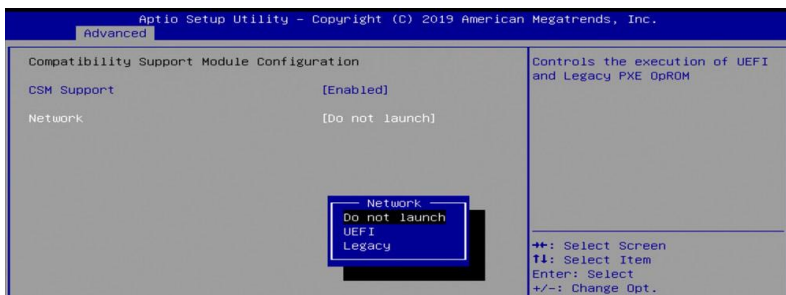 Aptio Setup Utility – Copyright (C) 2019 American Megatrends, Inc.
Advanced
Compatibility Support Module Configuration
CSM Support [Enabled]
Network [Do not launch]
Network
Do not launch
UEFI
Legacy
Controls the execution of UEFI
and Legacy PXE OpROM
→←: Select Screen
↑↓: Select Item
Enter: Select
+/-: Change Opt.